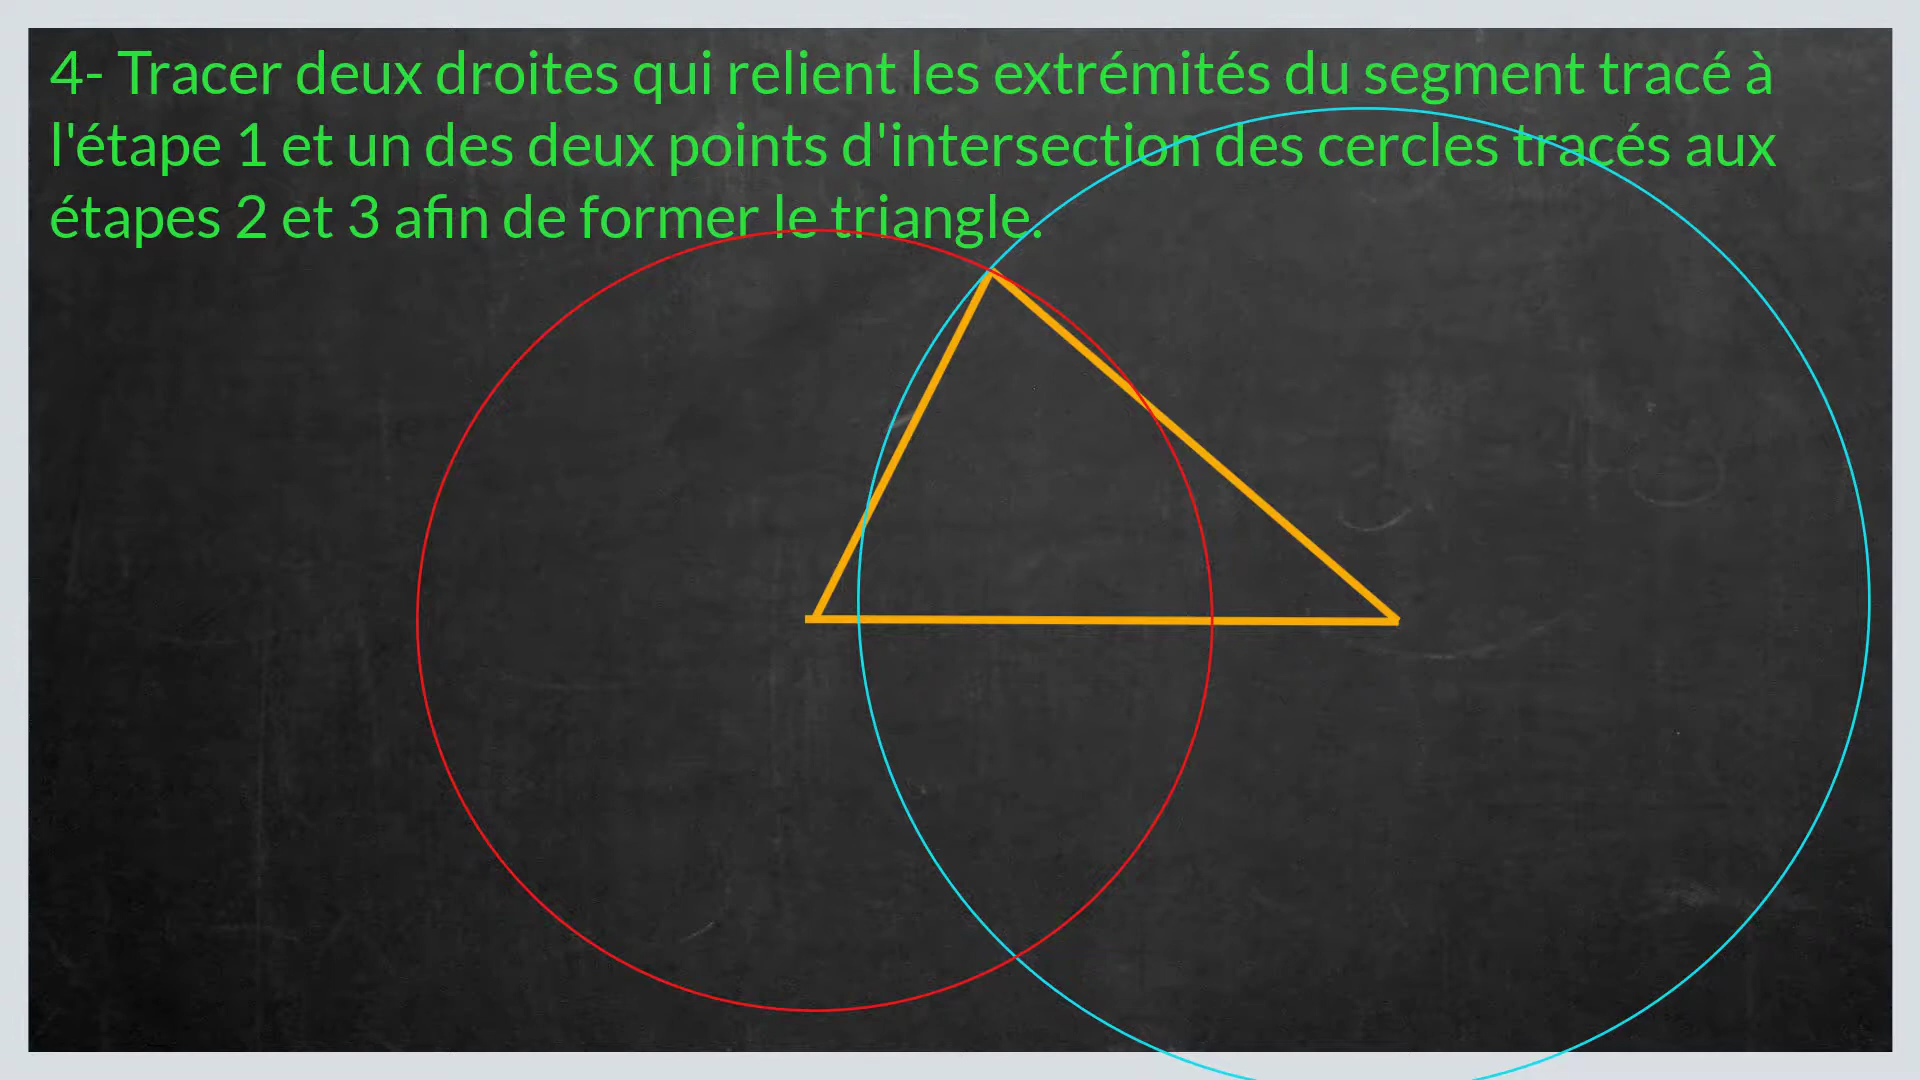 4- Tracer deux droites qui relient les extrémités du segment tracé à
l'étape 1 et un des deux points d'intersection des cercles tracés aux
étapes 2 et 3 afin de former le triangle.